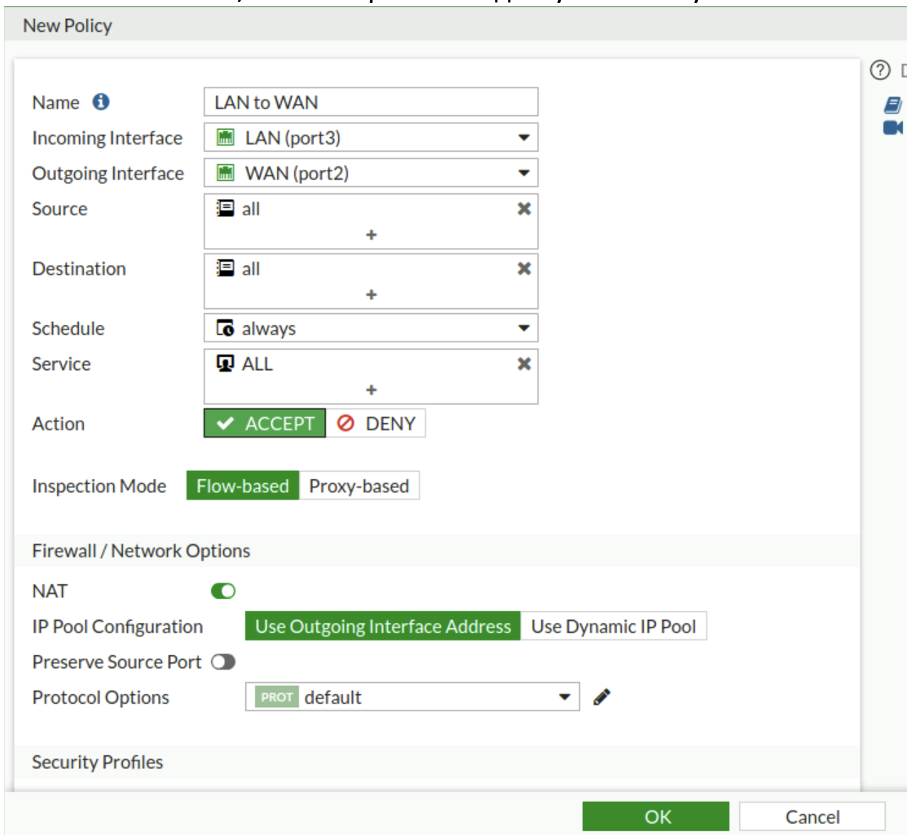 New Policy
Name LAN to WAN
Incoming Interface LAN (port3)
Outgoing Interface WAN (port2)
Source all
+
Destination all
+
Schedule always
Service ALL
+
Action ACCEPT DENY
Inspection Mode Flow-based Proxy-based
Firewall / Network Options
NAT
IP Pool Configuration Use Outgoing Interface Address Use Dynamic IP Pool
Preserve Source Port
Protocol Options PROT default
Security Profiles
OK Cancel